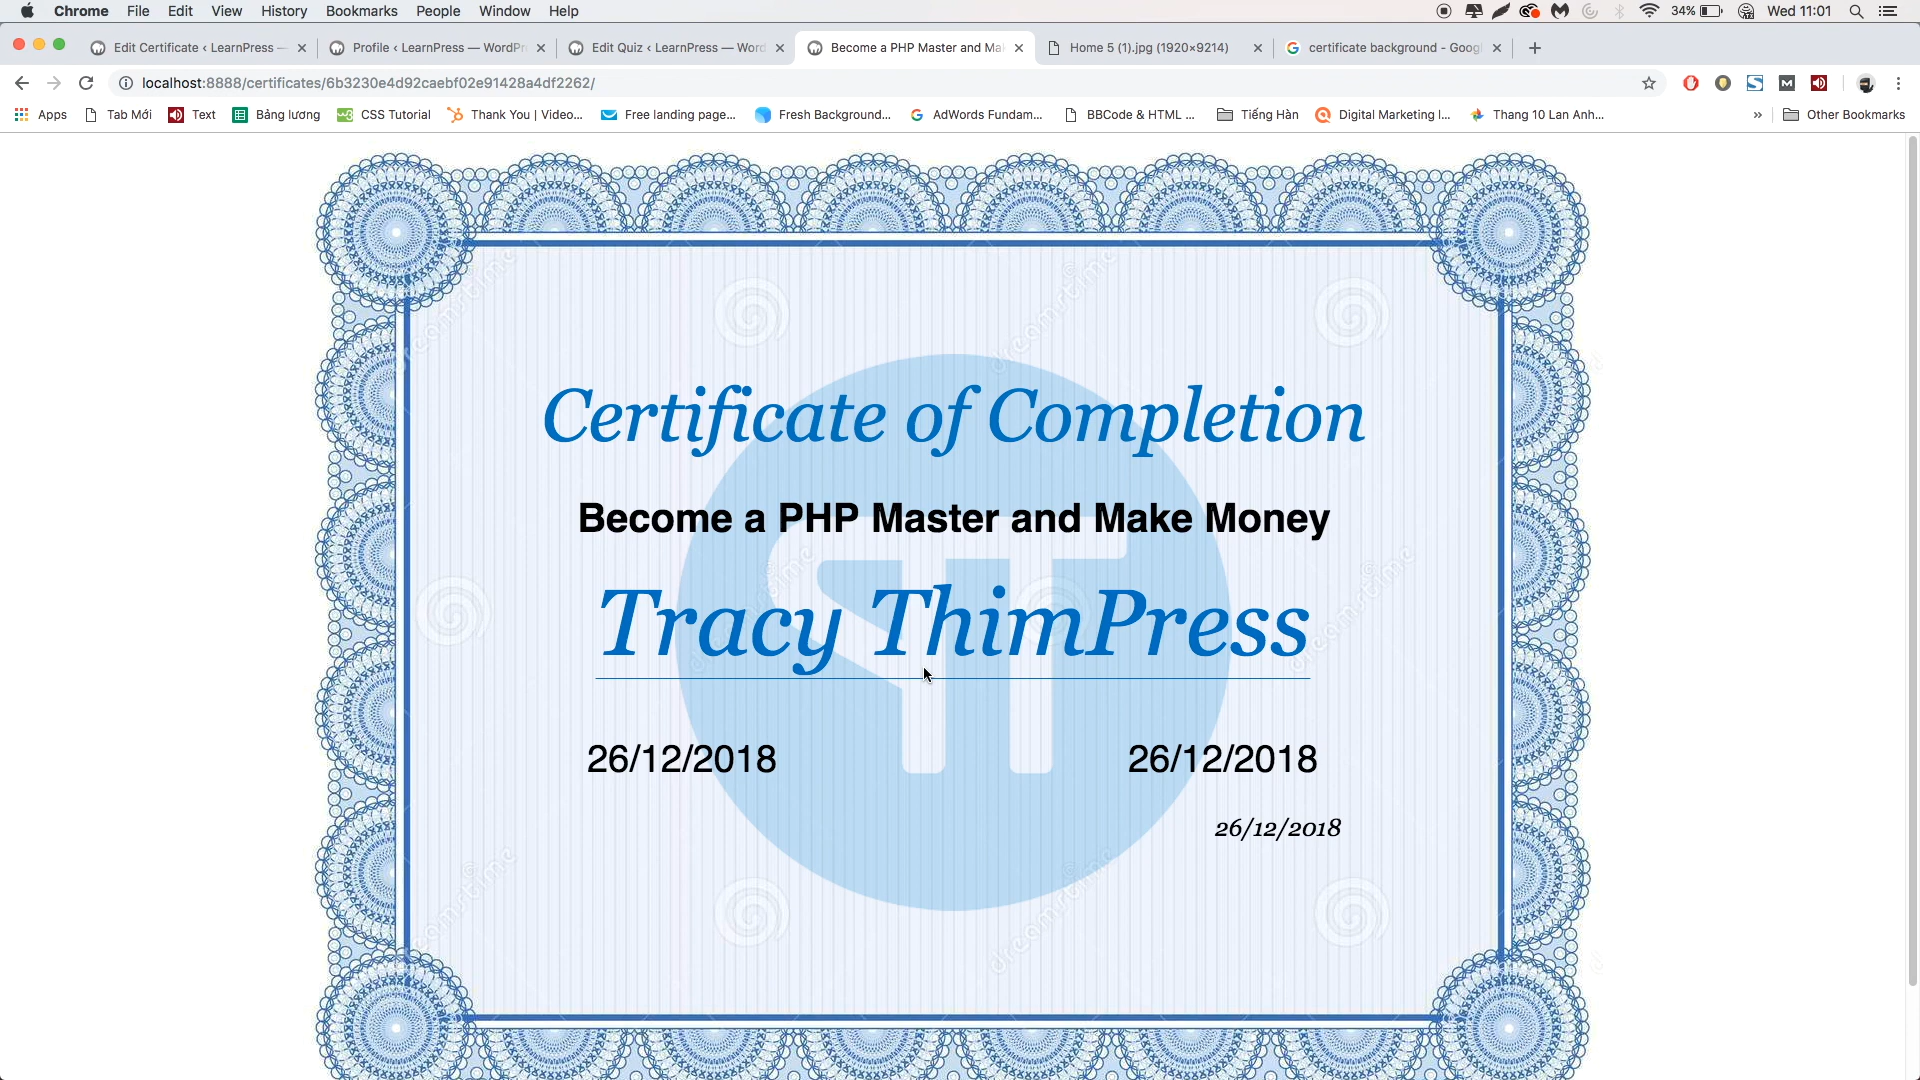 Chrome File Edit View History Bookmarks People Window Help 34% Wed 11:01
Edit Certificate ‹ LearnPress — Profile ‹ LearnPress — WordPr Edit Quiz ‹ LearnPress — Word Become a PHP Master and Ma Home 5 (1).jpg (1920×9214) certificate background - Goog
localhost:8888/certificates/6b3230e4d92caebf02e91428a4df2262/
Apps Tab Mới Text Bảng lương CSS Tutorial Thank You | Video... Free landing page... Fresh Background... AdWords Fundam... BBCode & HTML ... Tiếng Hàn Digital Marketing I... Thang 10 Lan Anh... » Other Bookmarks
Certificate of Completion
Become a PHP Master and Make Money
Tracy ThimPress
26/12/2018 26/12/2018
26/12/2018
dreamstime